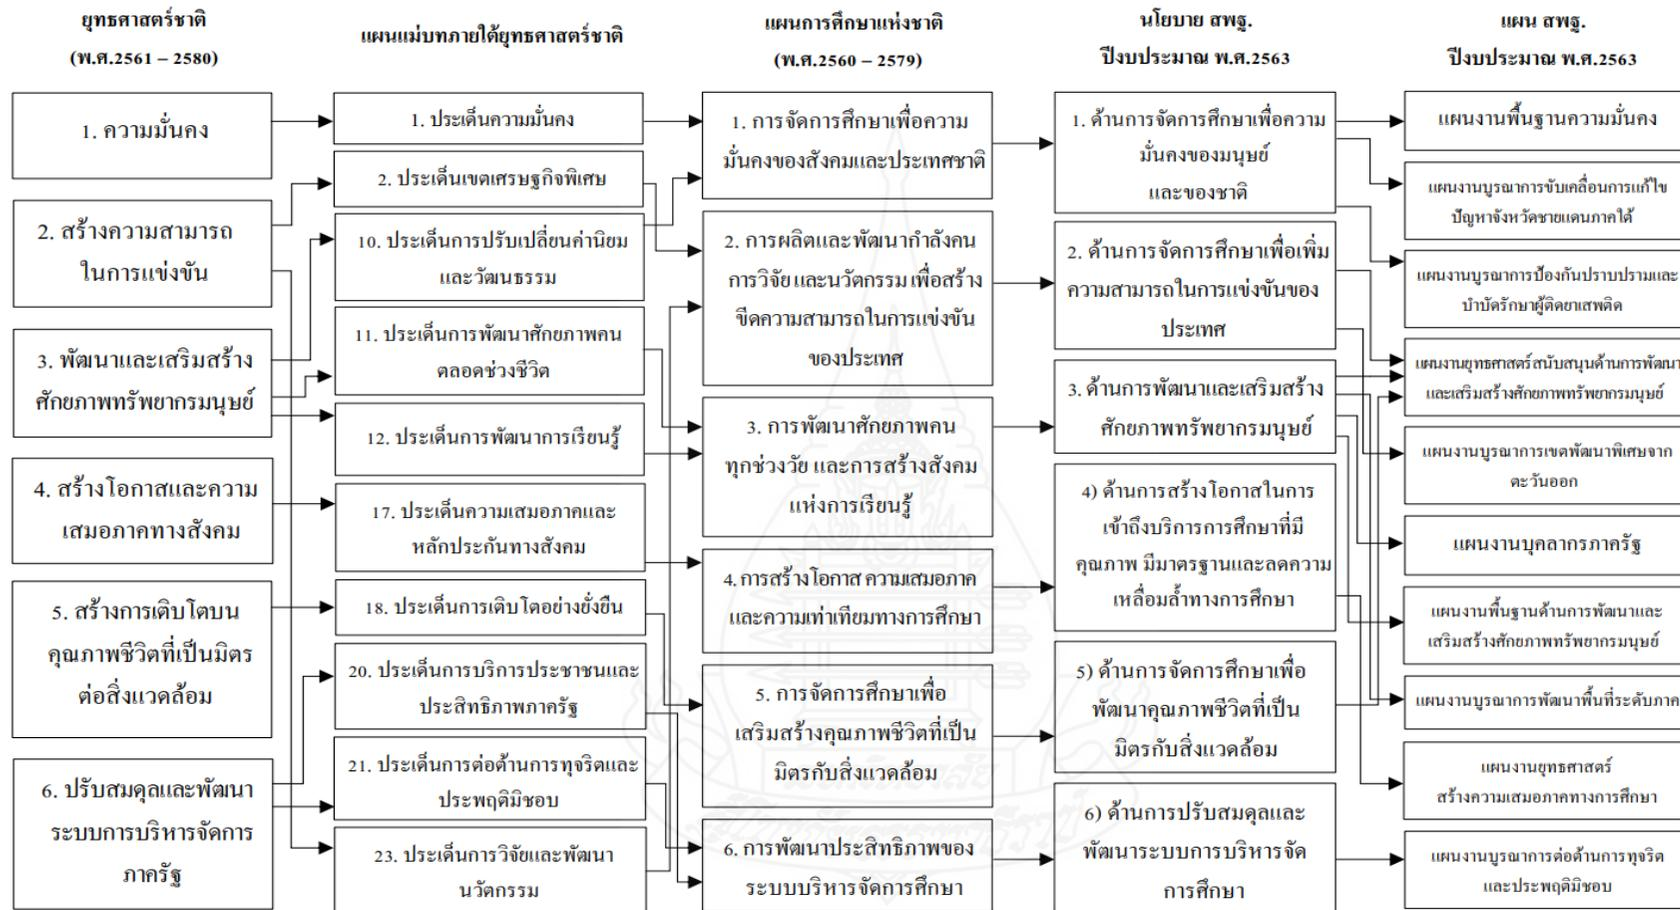 ยุทธศาสตร์ชาติ
(พ.ศ.2561 – 2580)
1. ความมั่นคง
2. สร้างความสามารถ
ในการแข่งขัน
3. พัฒนาและเสริมสร้าง
ศักยภาพทรัพยากรมนุษย์
4. สร้างโอกาสและความ
เสมอภาคทางสังคม
5. สร้างการเติบโตบน
คุณภาพชีวิตที่เป็นมิตร
ต่อสิ่งแวดล้อม
6. ปรับสมดุลและพัฒนา
ระบบการบริหารจัดการ
ภาครัฐ
แผนแม่บทภายใต้ยุทธศาสตร์ชาติ
1. ประเด็นความมั่นคง
2. ประเด็นเขตเศรษฐกิจพิเศษ
10. ประเด็นการปรับเปลี่ยนค่านิยม
และวัฒนธรรม
11. ประเด็นการพัฒนาศักยภาพคน
ตลอดช่วงชีวิต
12. ประเด็นการพัฒนาการเรียนรู้
17. ประเด็นความเสมอภาคและ
หลักประกันทางสังคม
18. ประเด็นการเติบโตอย่างยั่งยืน
20. ประเด็นการบริการประชาชนและ
ประสิทธิภาพภาครัฐ
21. ประเด็นการต่อต้านการทุจริตและ
ประพฤติมิชอบ
23. ประเด็นการวิจัยและพัฒนา
นวัตกรรม
แผนการศึกษาแห่งชาติ
(พ.ศ.2560 – 2579)
1. การจัดการศึกษาเพื่อความ
มั่นคงของสังคมและประเทศชาติ
2. การผลิตและพัฒนากำลังคน
การวิจัย และนวัตกรรม เพื่อสร้าง
ขีดความสามารถในการแข่งขัน
ของประเทศ
3. การพัฒนาศักยภาพคน
ทุกช่วงวัย และการสร้างสังคม
แห่งการเรียนรู้
4. การสร้างโอกาส ความเสมอภาค
และความเท่าเทียมทางการศึกษา
5. การจัดการศึกษาเพื่อ
เสริมสร้างคุณภาพชีวิตที่เป็น
มิตรกับสิ่งแวดล้อม
6. การพัฒนาประสิทธิภาพของ
ระบบบริหารจัดการศึกษา
นโยบาย สพฐ.
ปีงบประมาณ พ.ศ.2563
1. ด้านการจัดการศึกษาเพื่อความ
มั่นคงของมนุษย์
และของชาติ
2. ด้านการจัดการศึกษาเพื่อเพิ่ม
ความสามารถในการแข่งขันของ
ประเทศ
3. ด้านการพัฒนาและเสริมสร้าง
ศักยภาพทรัพยากรมนุษย์
4) ด้านการสร้างโอกาสในการ
เข้าถึงบริการการศึกษาที่มี
คุณภาพ มีมาตรฐานและลดความ
เหลื่อมล้ำทางการศึกษา
5) ด้านการจัดการศึกษาเพื่อ
พัฒนาคุณภาพชีวิตที่เป็น
มิตรกับสิ่งแวดล้อม
6) ด้านการปรับสมดุลและ
พัฒนาระบบการบริหารจัด
การศึกษา
แผน สพฐ.
ปีงบประมาณ พ.ศ.2563
แผนงานพื้นฐานความมั่นคง
แผนงานบูรณาการขับเคลื่อนการแก้ไข
ปัญหาจังหวัดชายแดนภาคใต้
แผนงานบูรณาการป้องกันปราบปรามและ
บำบัดรักษาผู้ติดยาเสพติด
แผนงานยุทธศาสตร์สนับสนุนด้านการพัฒนา
และเสริมสร้างศักยภาพทรัพยากรมนุษย์
แผนงานบูรณาการเขตพัฒนาพิเศษจาก
ตะวันออก
แผนงานบุคลากรภาครัฐ
แผนงานพื้นฐานด้านการพัฒนาและ
เสริมสร้างศักยภาพทรัพยากรมนุษย์
แผนงานบูรณาการพัฒนาพื้นที่ระดับภาค
แผนงานยุทธศาสตร์
สร้างความเสมอภาคทางการศึกษา
แผนงานบูรณาการต่อต้านการทุจริต
และประพฤติมิชอบ